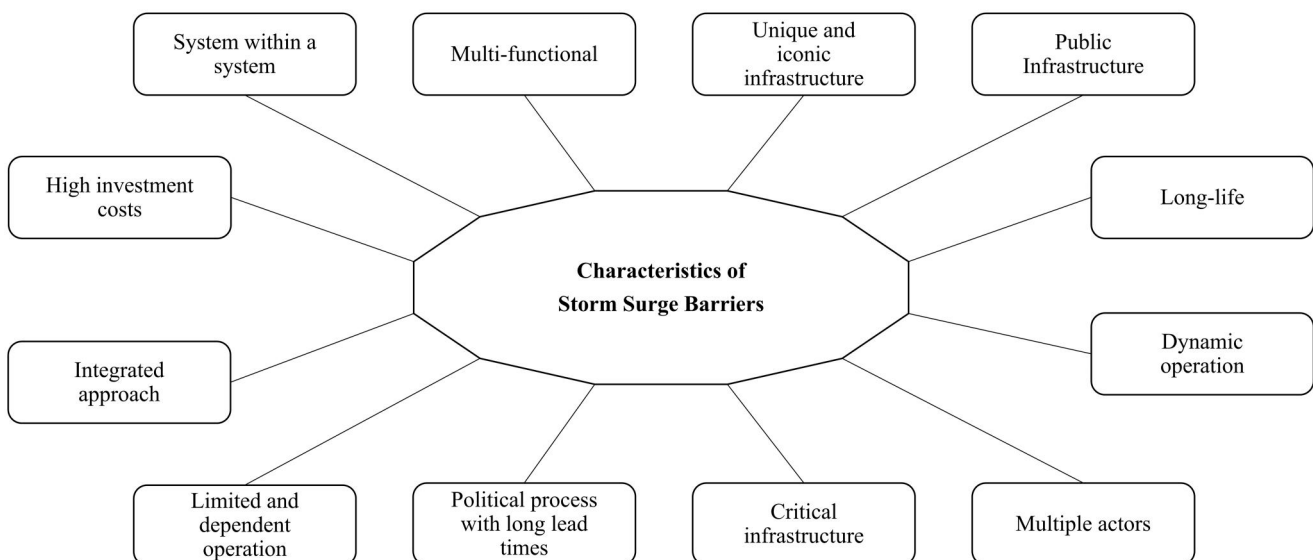 System within a
system
Multi-functional
Unique and
iconic
infrastructure
Public
Infrastructure
High investment
costs
Long-life
Characteristics of
Storm Surge Barriers
Integrated
approach
Dynamic
operation
Limited and
dependent
operation
Political process
with long lead
times
Critical
infrastructure
Multiple actors